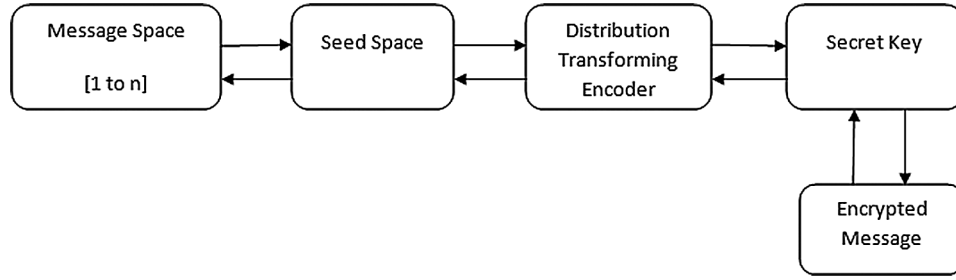 Message Space
[1 to n]
Seed Space
Distribution
Transforming
Encoder
Secret Key
Encrypted
Message